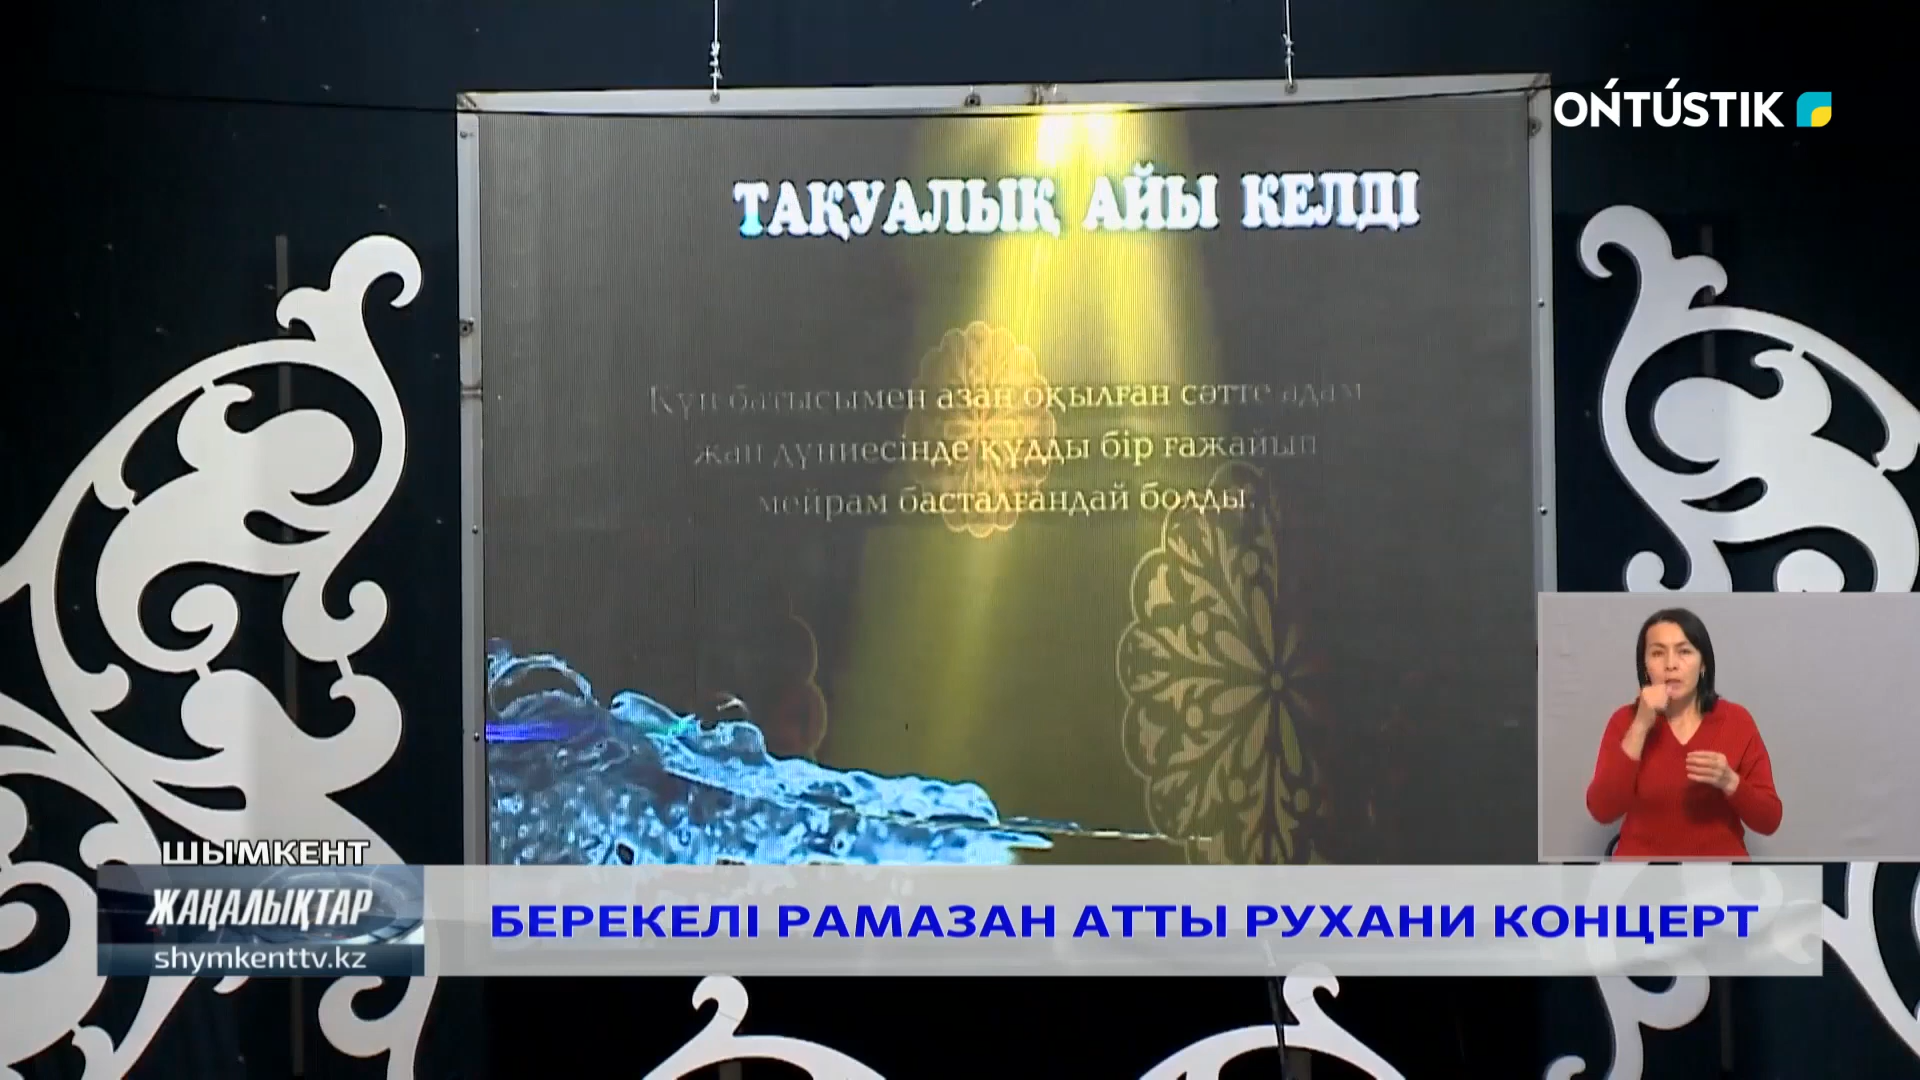 OŃTÚSTIK
ТАҚУАЛЫҚ АЙЫ КЕЛДІ
Күн батысымен азан оқылған сәтте адам
жан дүниесінде құдды бір ғажайып
мейрам басталғандай болды.
ШЫМКЕНТ
ЖАҢАЛЫҚТАР
shymkenttv.kz
БЕРЕКЕЛІ РАМАЗАН АТТЫ РУХАНИ КОНЦЕРТ